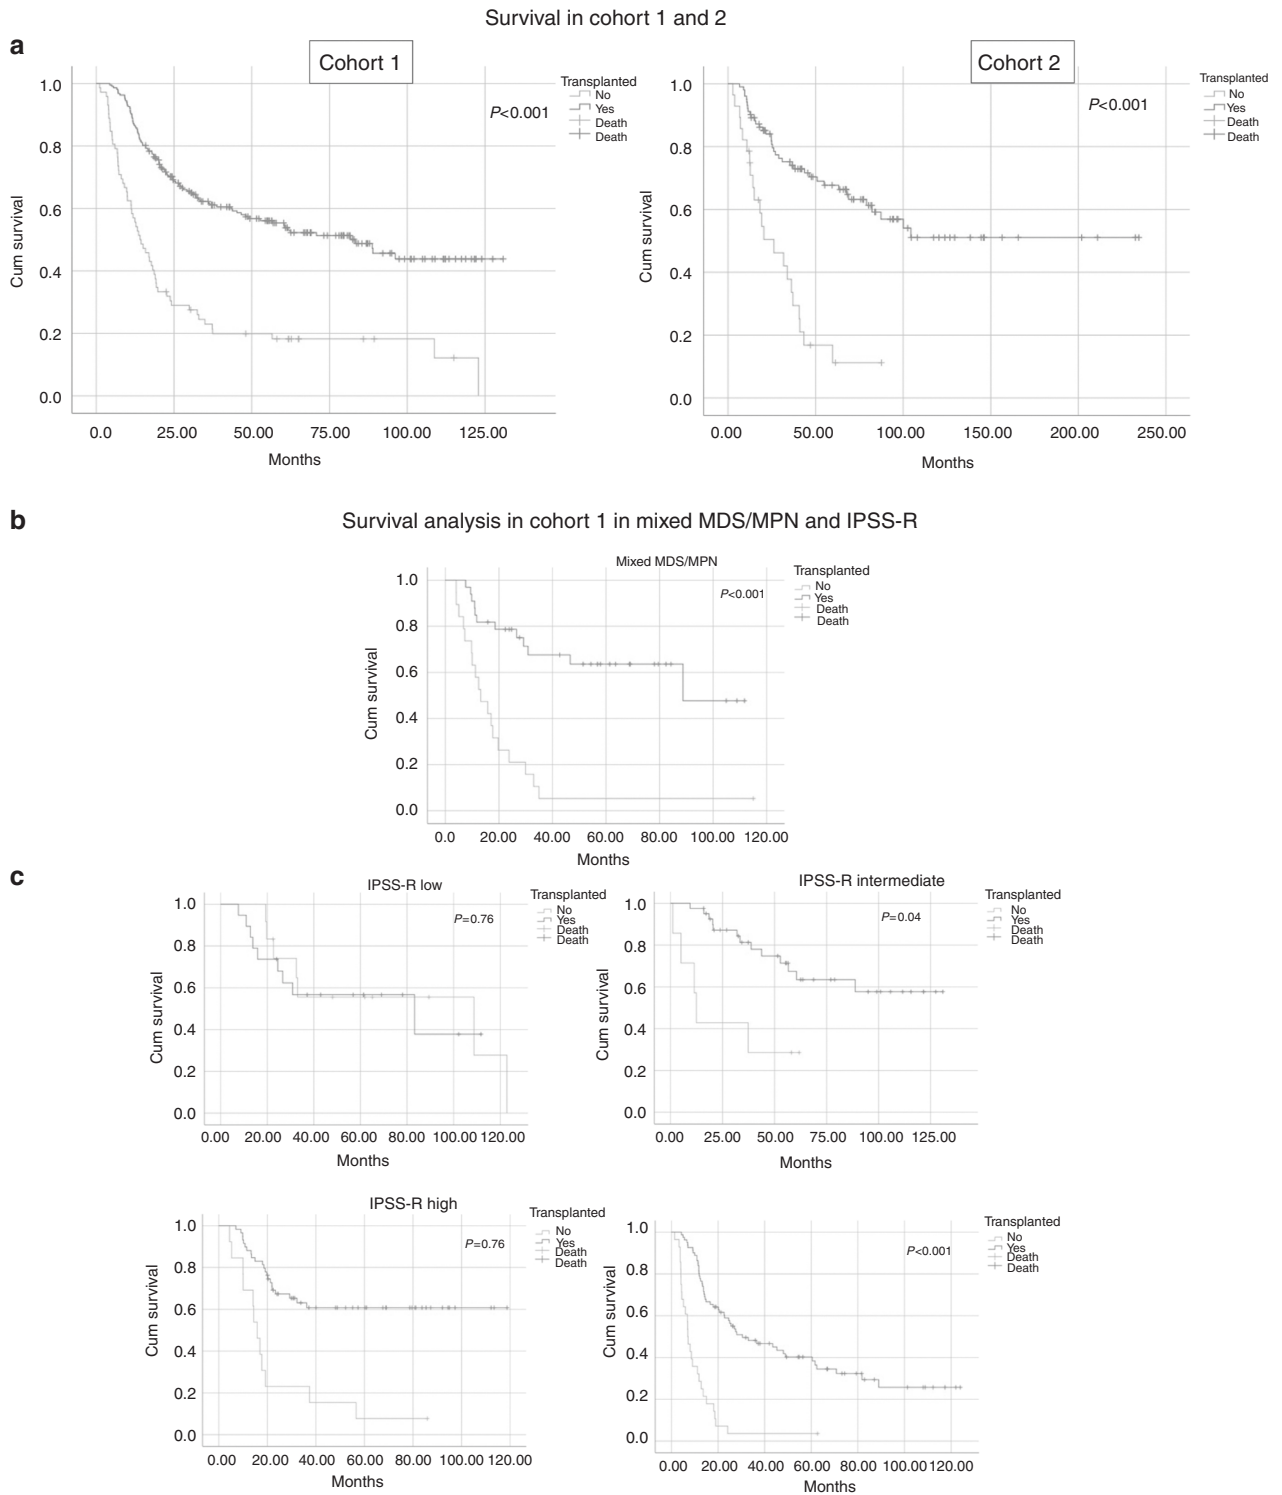 Survival in cohort 1 and 2
a
Cohort 1
Transplanted
No
Yes
Death
Death
P<0.001
1.0
0.8
0.6
0.4
0.2
0.0
Cum survival
0.0 25.00 50.00 75.00 100.00 125.00
Months
Cohort 2
Transplanted
No
Yes
Death
Death
P<0.001
1.0
0.8
0.6
0.4
0.2
0.0
Cum survival
0.00 50.00 100.00 150.00 200.00 250.00
Months
b
Survival analysis in cohort 1 in mixed MDS/MPN and IPSS-R
Mixed MDS/MPN
Transplanted
No
Yes
Death
Death
P<0.001
1.0
0.8
0.6
0.4
0.2
0.0
Cum survival
0.0 20.00 40.00 60.00 80.00 100.00 120.00
Months
c
IPSS-R low
Transplanted
No
Yes
Death
Death
P=0.76
1.0
0.8
0.6
0.4
0.2
0.0
Cum survival
0.00 20.00 40.00 60.00 80.00 100.00 120.00
Months
IPSS-R intermediate
Transplanted
No
Yes
Death
Death
P=0.04
1.0
0.8
0.6
0.4
0.2
0.0
Cum survival
0.00 25.00 50.00 75.00 100.00 125.00
Months
IPSS-R high
Transplanted
No
Yes
Death
Death
P=0.76
1.0
0.8
0.6
0.4
0.2
0.0
Cum survival
0.00 20.00 40.00 60.00 80.00 100.00 120.00
Months
Transplanted
No
Yes
Death
Death
P<0.001
1.0
0.8
0.6
0.4
0.2
0.0
Cum survival
0.00 20.00 40.00 60.00 80.00 100.00 120.00
Months